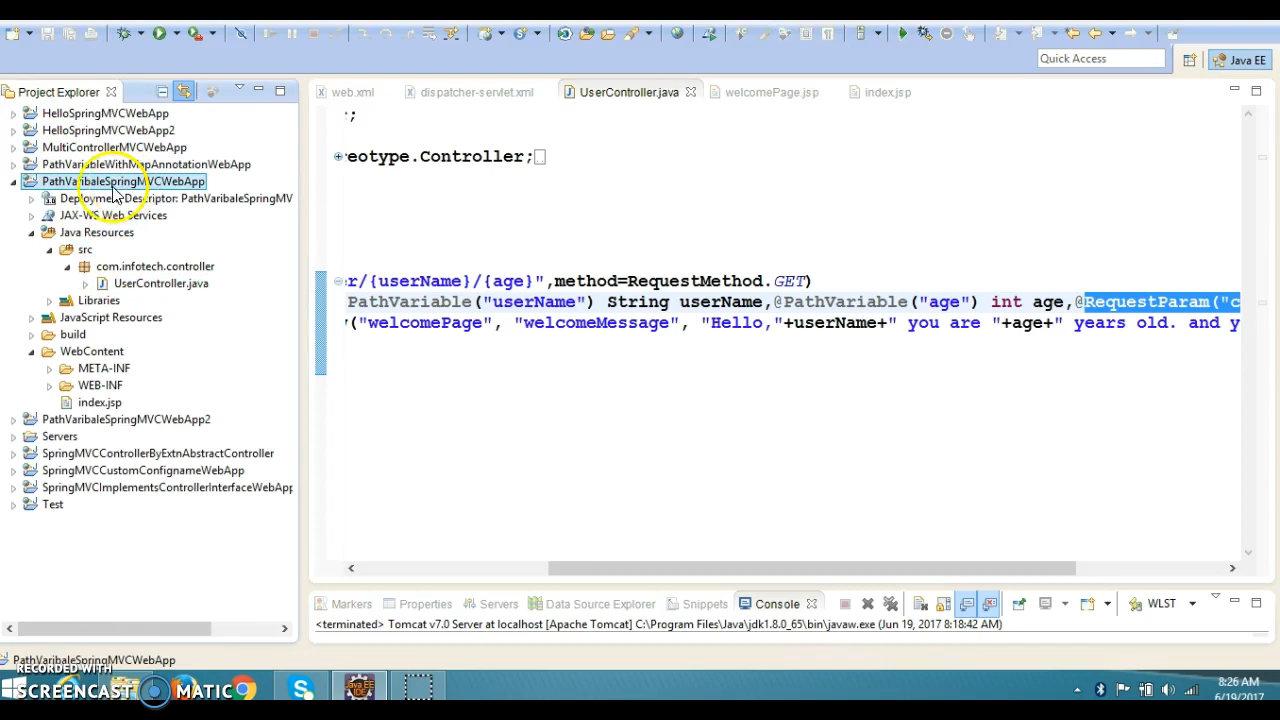 Quick Access
Java EE
Project Explorer
web.xml
dispatcher-servlet.xml
UserController.java
welcomePage.jsp
index.jsp
HelloSpringMVCWebApp
HelloSpringMVCWebApp2
MultiControllerMVCWebApp
PathVariableWithMapAnnotationWebApp
PathVaribaleSpringMVCWebApp
Deployment Descriptor: PathVaribaleSpringMV
JAX-WS Web Services
Java Resources
src
com.infotech.controller
UserController.java
Libraries
JavaScript Resources
build
WebContent
META-INF
WEB-INF
index.jsp
PathVaribaleSpringMVCWebApp2
Servers
SpringMVCControllerByExtnAbstractController
SpringMVCCustomConfignameWebApp
SpringMVCImplementsControllerInterfaceWebApp
Test
;
eotype.Controller;
r/{userName}/{age}",method=RequestMethod.GET)
PathVariable("userName") String userName,@PathVariable("age") int age,@RequestParam("c
("welcomePage", "welcomeMessage", "Hello,"+userName+" you are "+age+" years old. and y
Markers
Properties
Servers
Data Source Explorer
Snippets
Console
WLST
<terminated> Tomcat v7.0 Server at localhost [Apache Tomcat] C:\Program Files\Java\jdk1.8.0_65\bin\javaw.exe (Jun 19, 2017 8:18:42 AM)
PathVaribaleSpringMVCWebApp
RECORDED WITH
SCREENCAST MATIC
Java EE
IDE
8:26 AM
6/19/2017